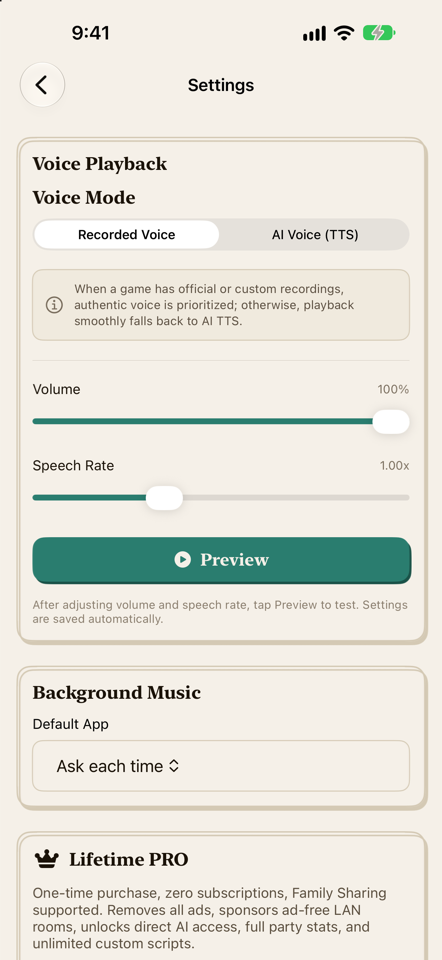 9:41
Settings
Voice Playback
Voice Mode
Recorded Voice
AI Voice (TTS)
When a game has official or custom recordings,
authentic voice is prioritized; otherwise, playback
smoothly falls back to AI TTS.
Volume
100%
Speech Rate
1.00x
Preview
After adjusting volume and speech rate, tap Preview to test. Settings
are saved automatically.
Background Music
Default App
Ask each time
Lifetime PRO
One-time purchase, zero subscriptions, Family Sharing
supported. Removes all ads, sponsors ad-free LAN
rooms, unlocks direct AI access, full party stats, and
unlimited custom scripts.